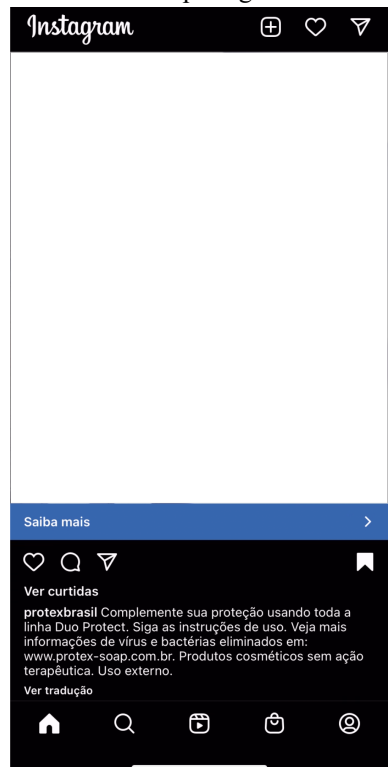 Instagram
Saiba mais
Ver curtidas
protexbrasil Complemente sua proteção usando toda a
linha Duo Protect. Siga as instruções de uso. Veja mais
informações de vírus e bactérias eliminados em:
www.protex-soap.com.br. Produtos cosméticos sem ação
terapêutica. Uso externo.
Ver tradução